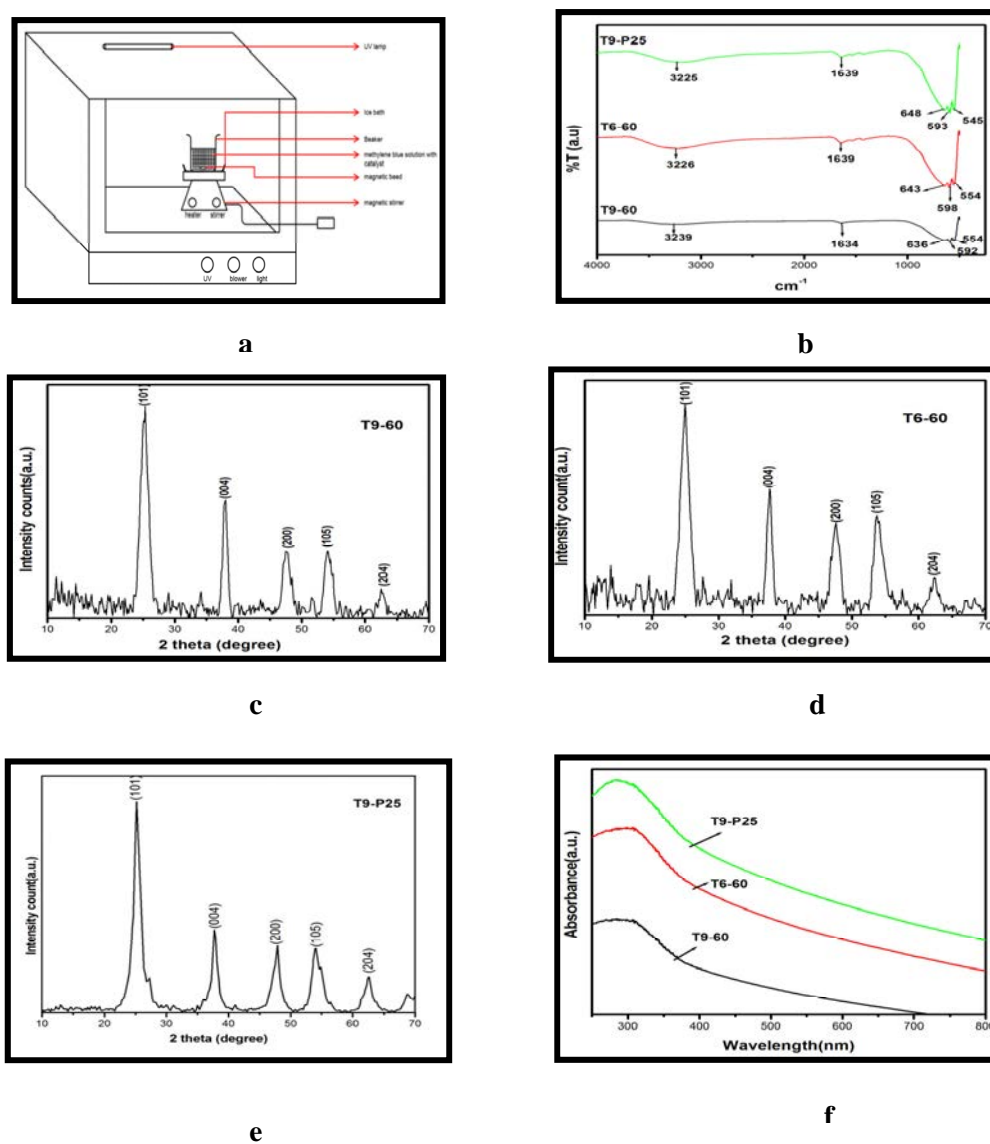 UV lamp
Ice bath
Beaker
methylene blue solution with
catalyst
magnetic beed
magnetic stirrer
heater stirrer
UV blower light
a
T9-P25
3225
1639
648
593
545
T6-60
3226
1639
643
598
554
T9-60
3239
1634
636
592
554
%T (a.u)
4000 3000 2000 1000
cm-1
b
(101)
T9-60
(004)
(200)
(105)
(204)
Intensity counts(a.u.)
10 20 30 40 50 60 70
2 theta (degree)
c
(101)
T6-60
(004)
(200)
(105)
(204)
Intensity count(a.u.)
10 20 30 40 50 60 70
2 theta (degree)
d
(101)
T9-P25
(004)
(200)
(105)
(204)
Intensity count(a.u.)
10 20 30 40 50 60 70
2 theta (degree)
e
T9-P25
T6-60
T9-60
Absorbance(a.u.)
300 400 500 600 700 800
Wavelength(nm)
f